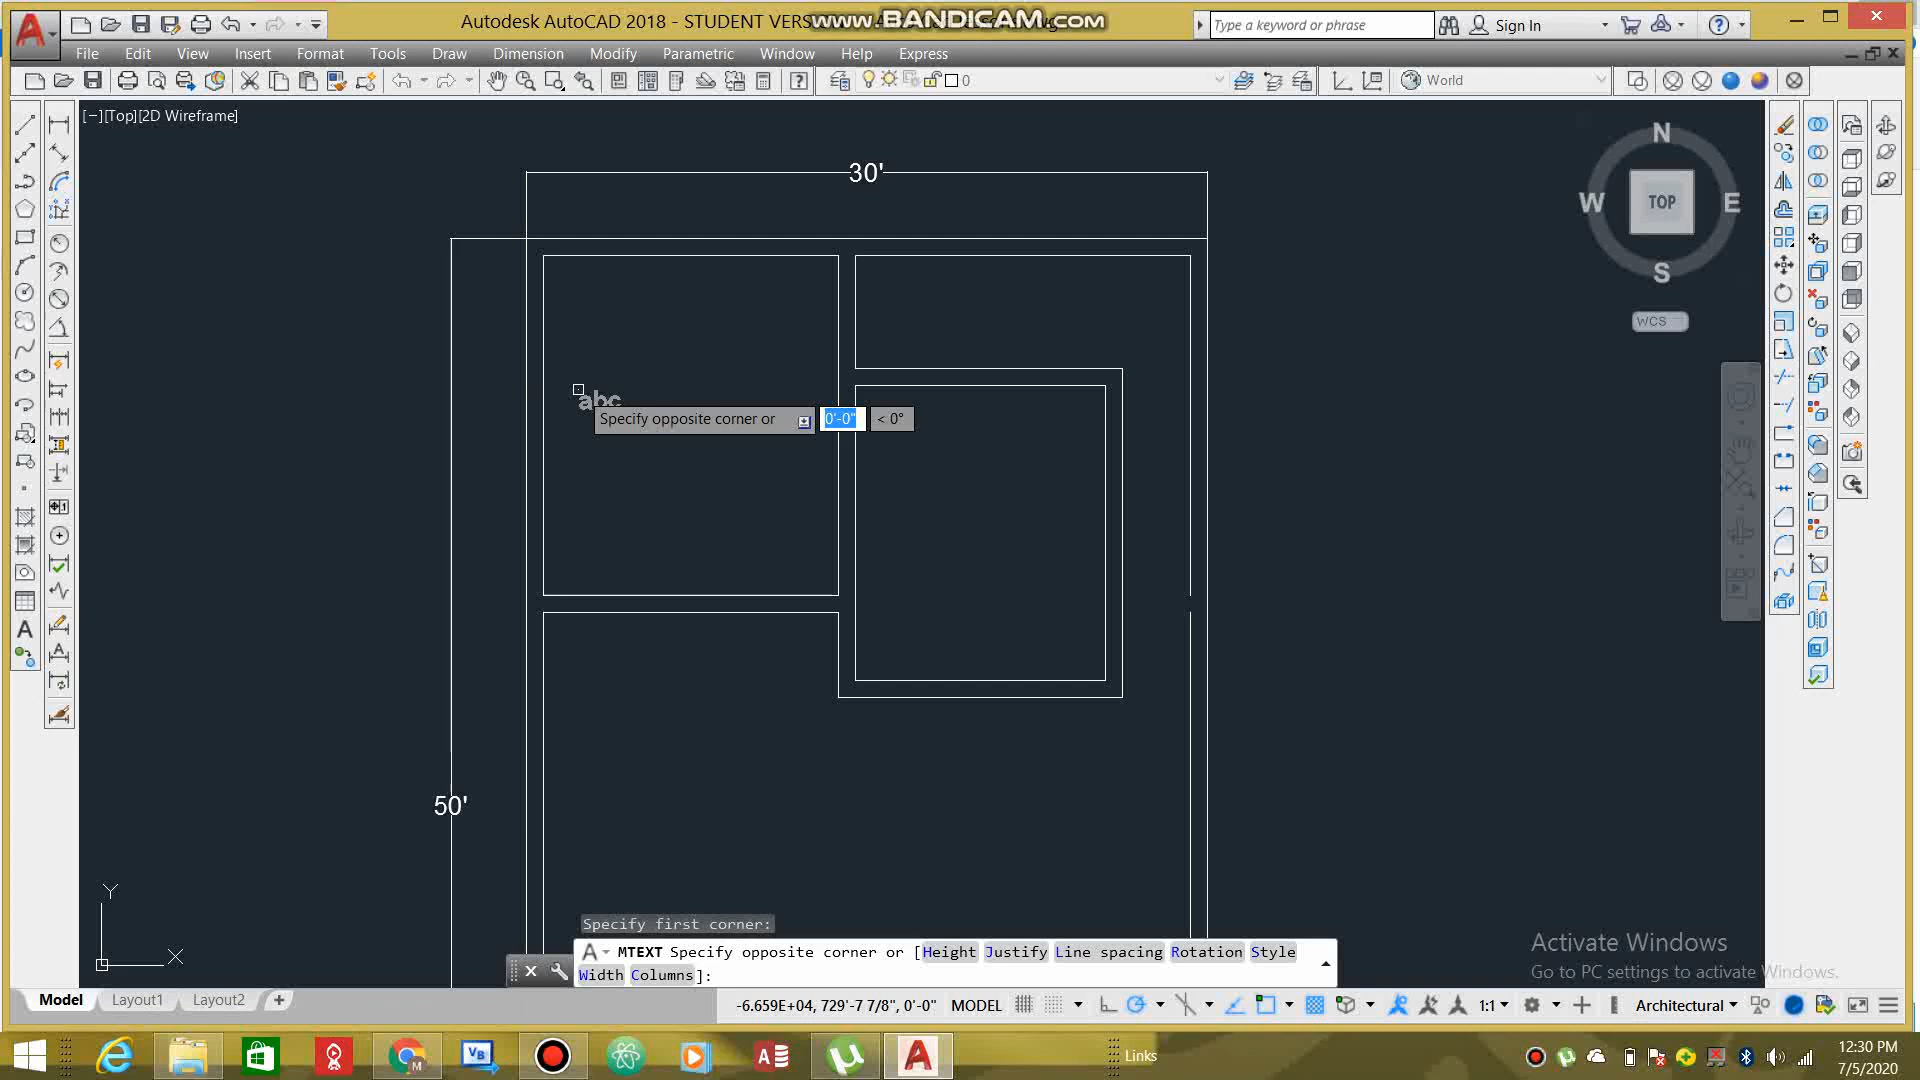 Autodesk AutoCAD 2018 - STUDENT VERS
www.BANDICAM.com
Type a keyword or phrase
Sign In
File Edit View Insert Format Tools Draw Dimension Modify Parametric Window Help Express
0
World
[−][Top][2D Wireframe]
30'
N
W
TOP
E
S
WCS
abc
Specify opposite corner or
0'-0"
< 0°
50'
Y
X
Specify first corner:
MTEXT Specify opposite corner or [Height Justify Line spacing Rotation Style
Width Columns]:
Activate Windows
Go to PC settings to activate Windows.
Model Layout1 Layout2 +
-6.659E+04, 729'-7 7/8", 0'-0" MODEL 1:1 Architectural
Links
12:30 PM
7/5/2020